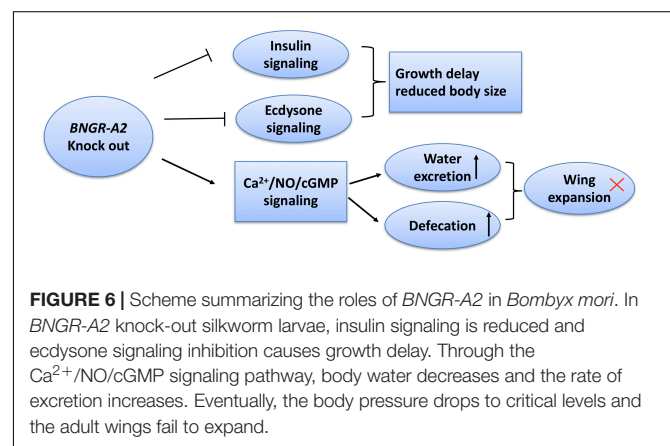 Insulin
signaling
Growth delay
reduced body size
Ecdysone
signaling
BNGR-A2
Knock out
Ca²⁺/NO/cGMP
signaling
Water
excretion
Defecation
Wing
expansion
FIGURE 6 | Scheme summarizing the roles of BNGR-A2 in Bombyx mori. In
BNGR-A2 knock-out silkworm larvae, insulin signaling is reduced and
ecdysone signaling inhibition causes growth delay. Through the
Ca²⁺/NO/cGMP signaling pathway, body water decreases and the rate of
excretion increases. Eventually, the body pressure drops to critical levels and
the adult wings fail to expand.